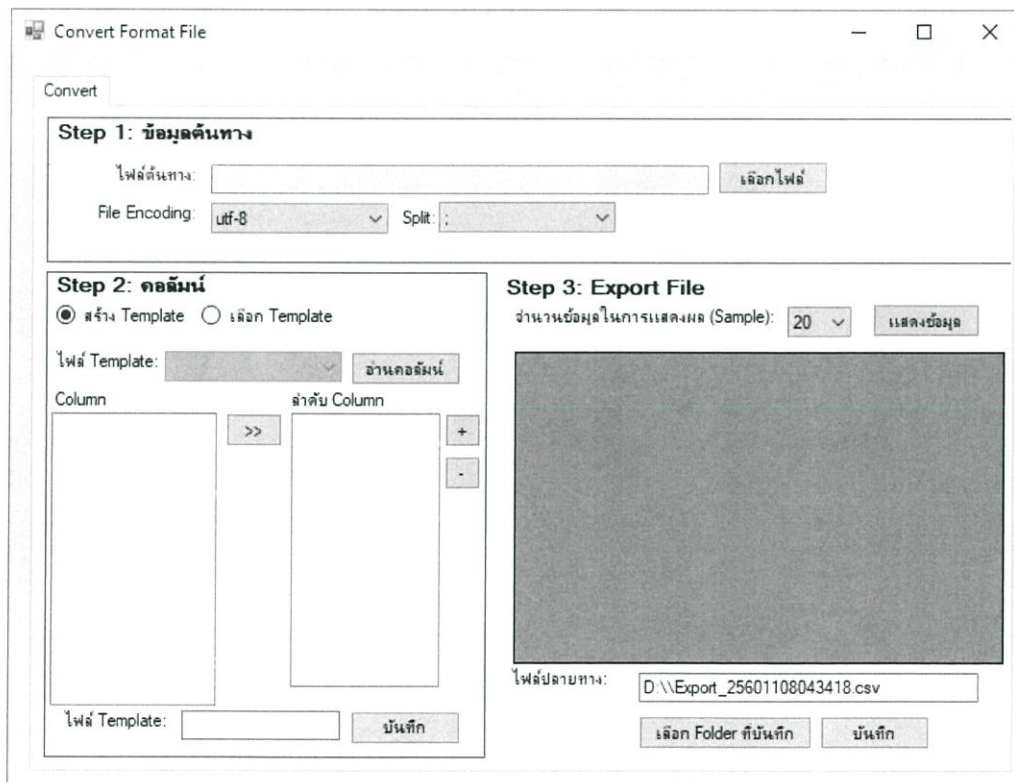 Convert Format File
Convert
Step 1: ข้อมูลต้นทาง
ไฟล์ต้นทาง:
เลือกไฟล์
File Encoding: utf-8 Split: ;
Step 2: คอลัมน์
สร้าง Template เลือก Template
ไฟล์ Template: อ่านคอลัมน์
Column ลำดับ Column
>>
+
-
ไฟล์ Template: บันทึก
Step 3: Export File
จำนวนข้อมูลในการแสดงผล (Sample): 20 แสดงข้อมูล
ไฟล์ปลายทาง: D:\\Export_25601108043418.csv
เลือก Folder ที่บันทึก บันทึก